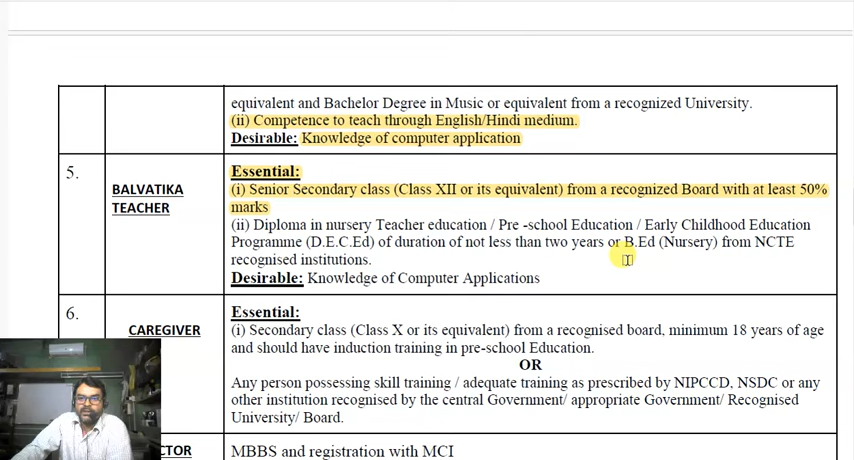 equivalent and Bachelor Degree in Music or equivalent from a recognized University.
(ii) Competence to teach through English/Hindi medium.
Desirable: Knowledge of computer application
5.
BALVATIKA
TEACHER
Essential:
(i) Senior Secondary class (Class XII or its equivalent) from a recognized Board with at least 50%
marks
(ii) Diploma in nursery Teacher education / Pre -school Education / Early Childhood Education
Programme (D.E.C.Ed) of duration of not less than two years or B.Ed (Nursery) from NCTE
recognised institutions.
Desirable: Knowledge of Computer Applications
6.
CAREGIVER
Essential:
(i) Secondary class (Class X or its equivalent) from a recognised board, minimum 18 years of age
and should have induction training in pre-school Education.
OR
Any person possessing skill training / adequate training as prescribed by NIPCCD, NSDC or any
other institution recognised by the central Government/ appropriate Government/ Recognised
University/ Board.
CTOR
MBBS and registration with MCI